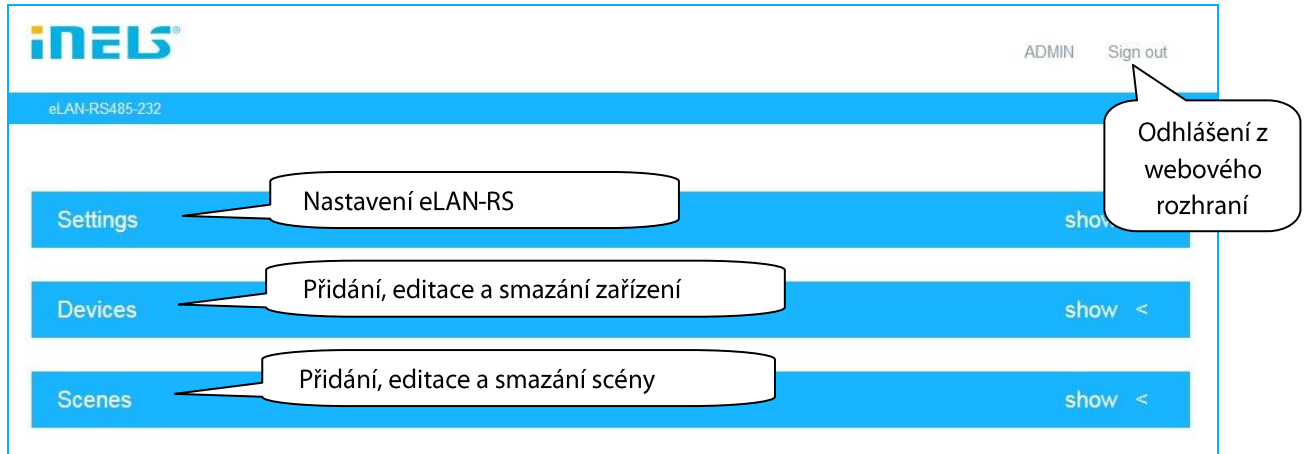 iNELS®
ADMIN Sign out
eLAN-RS485-232
Odhlášení z
webového
rozhraní
Settings
Nastavení eLAN-RS
show
Devices
Přidání, editace a smazání zařízení
show <
Scenes
Přidání, editace a smazání scény
show <